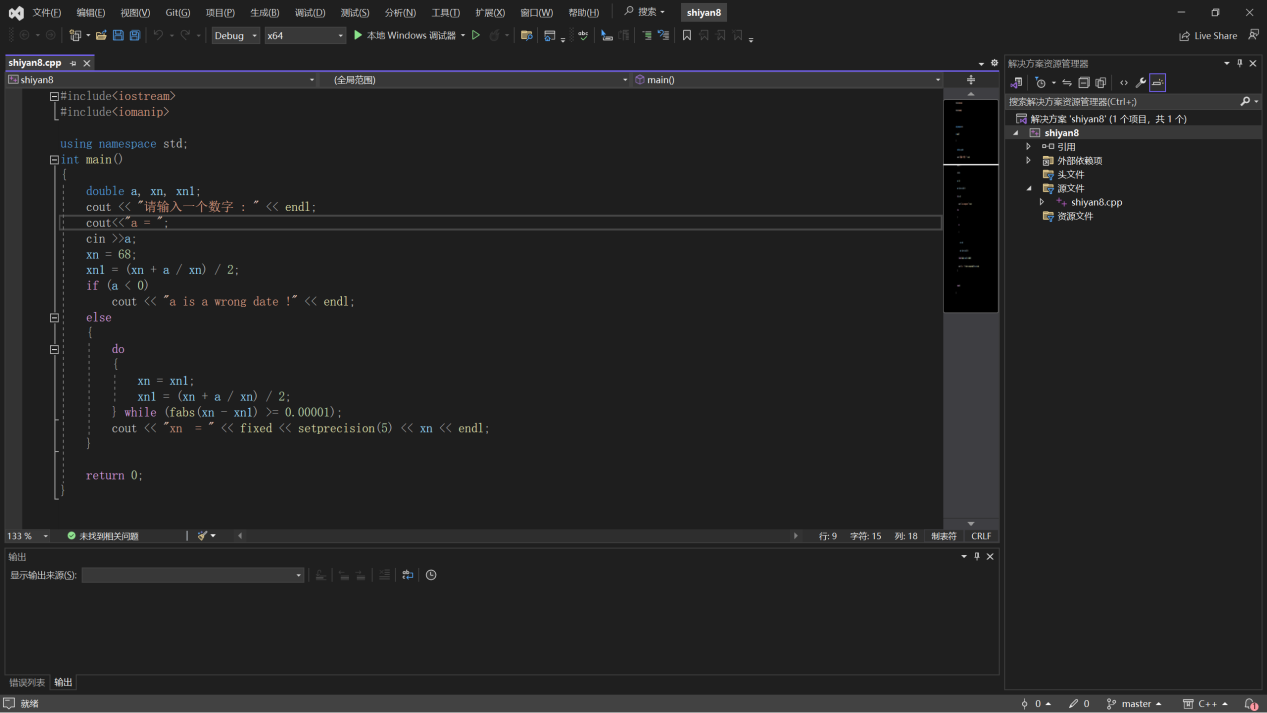 文件(F) 编辑(E) 视图(V) Git(G) 项目(P) 生成(B) 调试(D) 测试(S) 分析(N) 工具(T) 扩展(X) 窗口(W) 帮助(H) 搜索 shiyan8
Debug x64 本地 Windows 调试器 Live Share
shiyan8.cpp
shiyan8 (全局范围) main()
#include<iostream>
#include<iomanip>
using namespace std;
int main()
{
double a, xn, xn1;
cout << "请输入一个数字 : " << endl;
cout<<"a = ";
cin >>a;
xn = 68;
xn1 = (xn + a / xn) / 2;
if (a < 0)
cout << "a is a wrong date !" << endl;
else
{
do
{
xn = xn1;
xn1 = (xn + a / xn) / 2;
} while (fabs(xn - xn1) >= 0.00001);
cout << "xn  = " << fixed << setprecision(5) << xn << endl;
}
return 0;
}
133 % 未找到相关问题 行: 9 字符: 15 列: 18 制表符 CRLF
输出
显示输出来源(S):
错误列表 输出
解决方案资源管理器
搜索解决方案资源管理器(Ctrl+;)
解决方案 'shiyan8' (1 个项目，共 1 个)
shiyan8
引用
外部依赖项
头文件
源文件
shiyan8.cpp
资源文件
就绪 0 0 master C++ 1